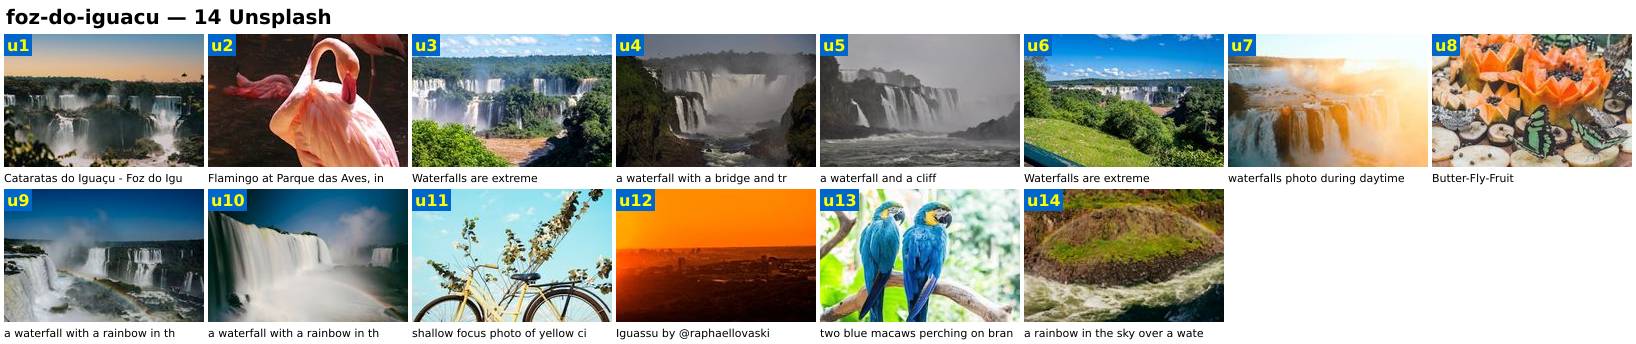 foz-do-iguacu — 14 Unsplash
u1
u2
u3
u4
u5
u6
u7
u8
Cataratas do Iguaçu - Foz do Igu
Flamingo at Parque das Aves, in
Waterfalls are extreme
a waterfall with a bridge and tr
a waterfall and a cliff
Waterfalls are extreme
waterfalls photo during daytime
Butter-Fly-Fruit
u9
u10
u11
u12
u13
u14
a waterfall with a rainbow in th
a waterfall with a rainbow in th
shallow focus photo of yellow ci
Iguassu by @raphaellovaski
two blue macaws perching on bran
a rainbow in the sky over a wate